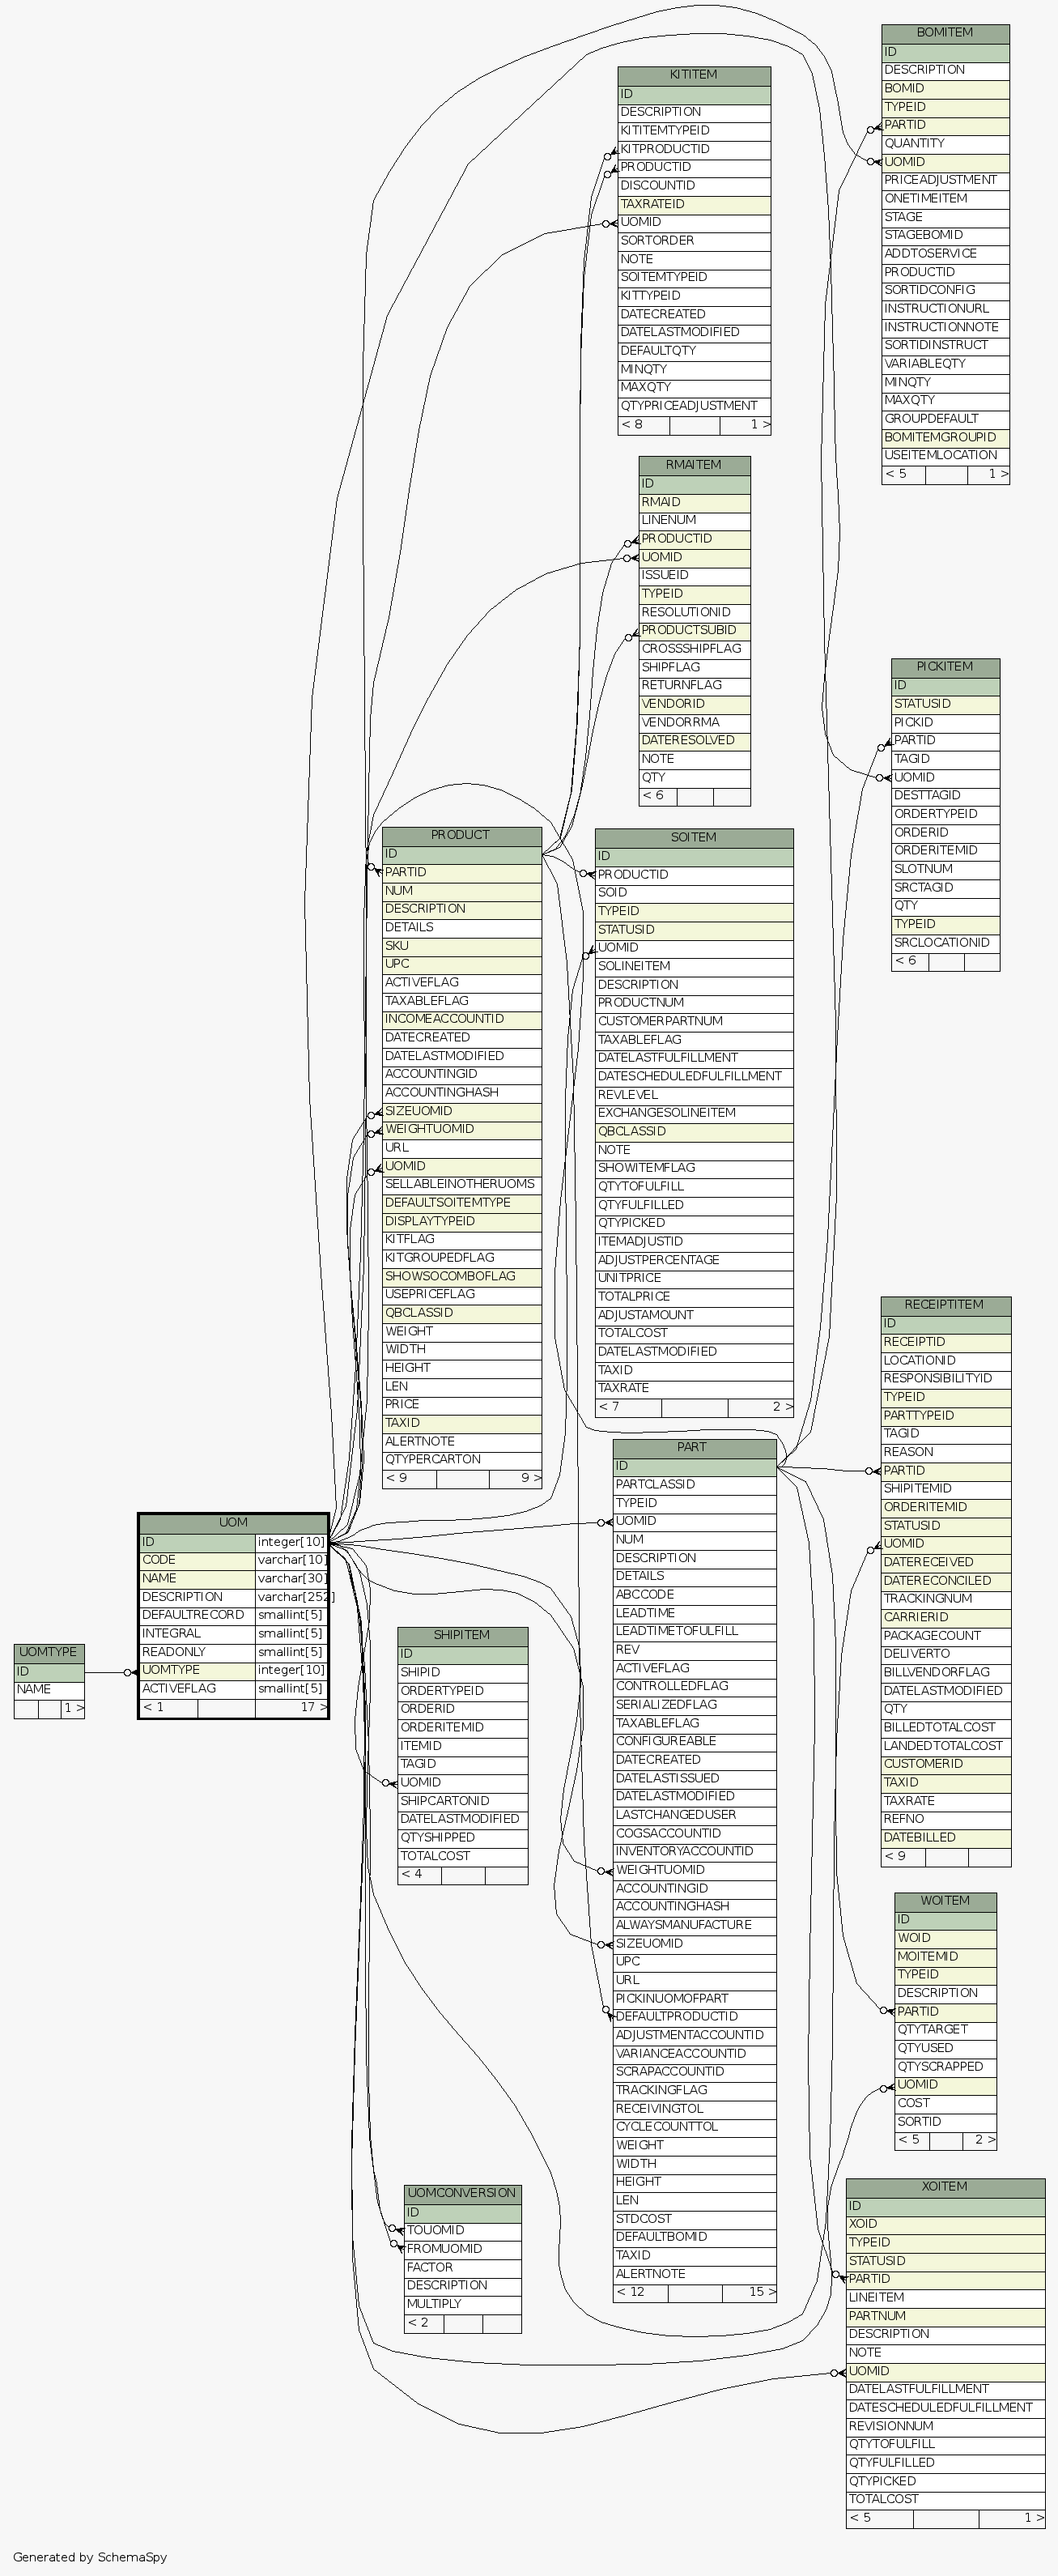 BOMITEM
ID
DESCRIPTION
BOMID
TYPEID
PARTID
QUANTITY
UOMID
PRICEADJUSTMENT
ONETIMEITEM
STAGE
STAGEBOMID
ADDTOSERVICE
PRODUCTID
SORTIDCONFIG
INSTRUCTIONURL
INSTRUCTIONNOTE
SORTIDINSTRUCT
VARIABLEQTY
MINQTY
MAXQTY
GROUPDEFAULT
BOMITEMGROUPID
USEITEMLOCATION
< 5 1 >
KITITEM
ID
DESCRIPTION
KITITEMTYPEID
KITPRODUCTID
PRODUCTID
DISCOUNTID
TAXRATEID
UOMID
SORTORDER
NOTE
SOITEMTYPEID
KITTYPEID
DATECREATED
DATELASTMODIFIED
DEFAULTQTY
MINQTY
MAXQTY
QTYPRICEADJUSTMENT
< 8 1 >
RMAITEM
ID
RMAID
LINENUM
PRODUCTID
UOMID
ISSUEID
TYPEID
RESOLUTIONID
PRODUCTSUBID
CROSSSHIPFLAG
SHIPFLAG
RETURNFLAG
VENDORID
VENDORRMA
DATERESOLVED
NOTE
QTY
< 6
PICKITEM
ID
STATUSID
PICKID
PARTID
TAGID
UOMID
DESTTAGID
ORDERTYPEID
ORDERID
ORDERITEMID
SLOTNUM
SRCTAGID
QTY
TYPEID
SRCLOCATIONID
< 6
PRODUCT
ID
PARTID
NUM
DESCRIPTION
DETAILS
SKU
UPC
ACTIVEFLAG
TAXABLEFLAG
INCOMEACCOUNTID
DATECREATED
DATELASTMODIFIED
ACCOUNTINGID
ACCOUNTINGHASH
SIZEUOMID
WEIGHTUOMID
URL
UOMID
SELLABLEINOTHERUOMS
DEFAULTSOITEMTYPE
DISPLAYTYPEID
KITFLAG
KITGROUPEDFLAG
SHOWSOCOMBOFLAG
USEPRICEFLAG
QBCLASSID
WEIGHT
WIDTH
HEIGHT
LEN
PRICE
TAXID
ALERTNOTE
QTYPERCARTON
< 9 9 >
SOITEM
ID
PRODUCTID
SOID
TYPEID
STATUSID
UOMID
SOLINEITEM
DESCRIPTION
PRODUCTNUM
CUSTOMERPARTNUM
TAXABLEFLAG
DATELASTFULFILLMENT
DATESCHEDULEDFULFILLMENT
REVLEVEL
EXCHANGESOLINEITEM
QBCLASSID
NOTE
SHOWITEMFLAG
QTYTOFULFILL
QTYFULFILLED
QTYPICKED
ITEMADJUSTID
ADJUSTPERCENTAGE
UNITPRICE
TOTALPRICE
ADJUSTAMOUNT
TOTALCOST
DATELASTMODIFIED
TAXID
TAXRATE
< 7 2 >
RECEIPTITEM
ID
RECEIPTID
LOCATIONID
RESPONSIBILITYID
TYPEID
PARTTYPEID
TAGID
REASON
PARTID
SHIPITEMID
ORDERITEMID
STATUSID
UOMID
DATERECEIVED
DATERECONCILED
TRACKINGNUM
CARRIERID
PACKAGECOUNT
DELIVERTO
BILLVENDORFLAG
DATELASTMODIFIED
QTY
BILLEDTOTALCOST
LANDEDTOTALCOST
CUSTOMERID
TAXID
TAXRATE
REFNO
DATEBILLED
< 9
PART
ID
PARTCLASSID
TYPEID
UOMID
NUM
DESCRIPTION
DETAILS
ABCCODE
LEADTIME
LEADTIMETOFULFILL
REV
ACTIVEFLAG
CONTROLLEDFLAG
SERIALIZEDFLAG
TAXABLEFLAG
CONFIGUREABLE
DATECREATED
DATELASTISSUED
DATELASTMODIFIED
LASTCHANGEDUSER
COGSACCOUNTID
INVENTORYACCOUNTID
WEIGHTUOMID
ACCOUNTINGID
ACCOUNTINGHASH
ALWAYSMANUFACTURE
SIZEUOMID
UPC
URL
PICKINUOMOFPART
DEFAULTPRODUCTID
ADJUSTMENTACCOUNTID
VARIANCEACCOUNTID
SCRAPACCOUNTID
TRACKINGFLAG
RECEIVINGTOL
CYCLECOUNTTOL
WEIGHT
WIDTH
HEIGHT
LEN
STDCOST
DEFAULTBOMID
TAXID
ALERTNOTE
< 12 15 >
UOM
ID integer[10]
CODE varchar[10]
NAME varchar[30]
DESCRIPTION varchar[252]
DEFAULTRECORD smallint[5]
INTEGRAL smallint[5]
READONLY smallint[5]
UOMTYPE integer[10]
ACTIVEFLAG smallint[5]
< 1 17 >
UOMTYPE
ID
NAME
1 >
SHIPITEM
ID
SHIPID
ORDERTYPEID
ORDERID
ORDERITEMID
ITEMID
TAGID
UOMID
SHIPCARTONID
DATELASTMODIFIED
QTYSHIPPED
TOTALCOST
< 4
WOITEM
ID
WOID
MOITEMID
TYPEID
DESCRIPTION
PARTID
QTYTARGET
QTYUSED
QTYSCRAPPED
UOMID
COST
SORTID
< 5 2 >
UOMCONVERSION
ID
TOUOMID
FROMUOMID
FACTOR
DESCRIPTION
MULTIPLY
< 2
XOITEM
ID
XOID
TYPEID
STATUSID
PARTID
LINEITEM
PARTNUM
DESCRIPTION
NOTE
UOMID
DATELASTFULFILLMENT
DATESCHEDULEDFULFILLMENT
REVISIONNUM
QTYTOFULFILL
QTYFULFILLED
QTYPICKED
TOTALCOST
< 5 1 >
Generated by SchemaSpy